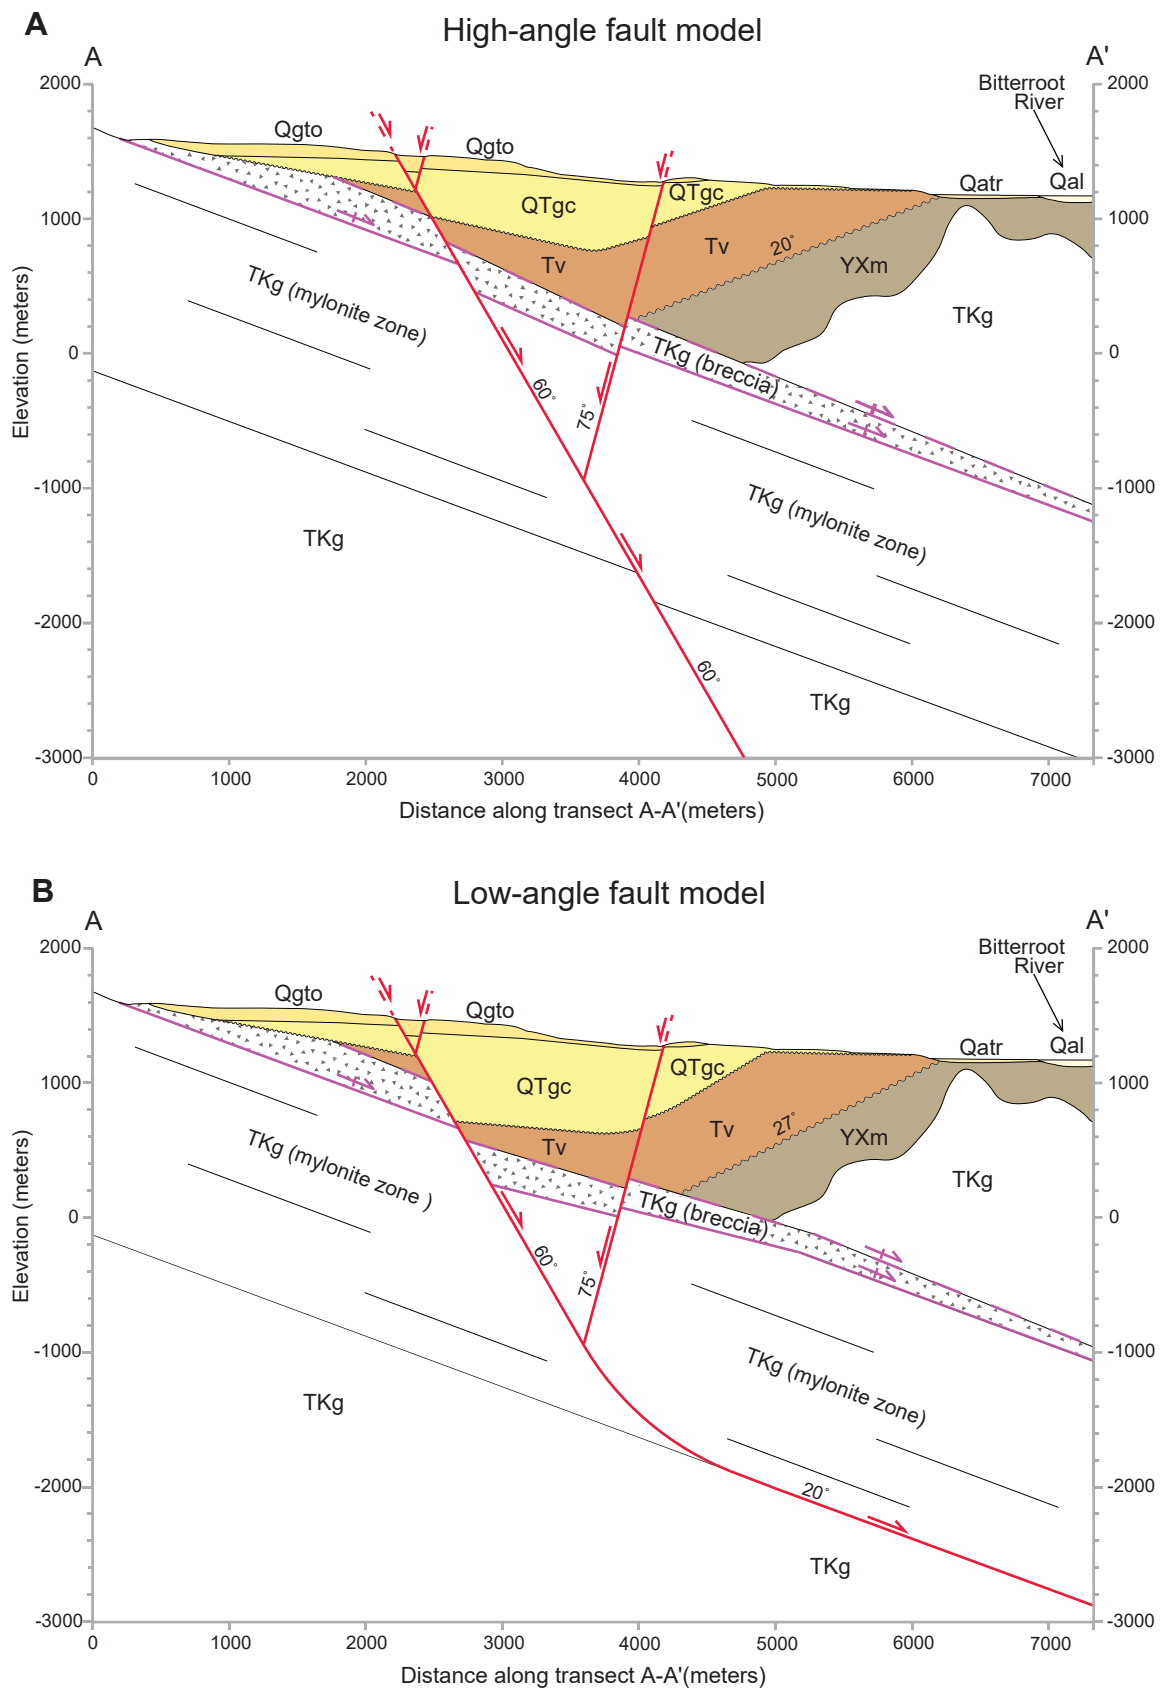 A
High-angle fault model
A
A'
2000
1000
0
-1000
-2000
-3000
Elevation (meters)
2000
1000
0
-1000
-2000
-3000
Bitterroot
River
Qgto
Qgto
QTgc
QTgc
Qatr
Qal
Tv
Tv
20°
YXm
TKg
TKg (mylonite zone)
TKg (breccia)
60°
75°
TKg (mylonite zone)
TKg
60°
TKg
0
1000
2000
3000
4000
5000
6000
7000
Distance along transect A-A'(meters)
B
Low-angle fault model
A
A'
2000
1000
0
-1000
-2000
-3000
Elevation (meters)
2000
1000
0
-1000
-2000
-3000
Bitterroot
River
Qgto
Qgto
QTgc
QTgc
Qatr
Qal
Tv
Tv
27°
YXm
TKg
TKg (mylonite zone )
TKg (breccia)
60°
75°
TKg (mylonite zone)
TKg
20°
TKg
0
1000
2000
3000
4000
5000
6000
7000
Distance along transect A-A'(meters)